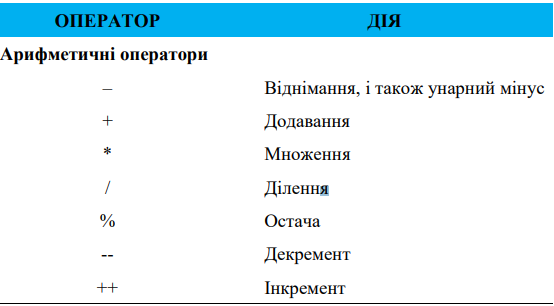 ОПЕРАТОР ДІЯ
Арифметичні оператори
– Віднімання, і також унарний мінус
+ Додавання
* Множення
/ Ділення
% Остача
-- Декремент
++ Інкремент